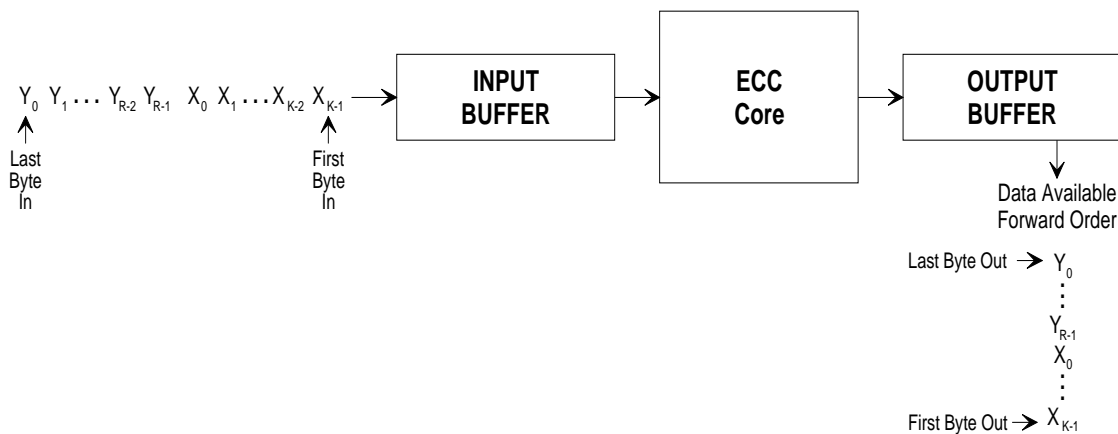 Y0 Y1 ... YR-2 YR-1 X0 X1 ... XK-2 XK-1
Last
Byte
In
First
Byte
In
INPUT
BUFFER
ECC
Core
OUTPUT
BUFFER
Data Available
Forward Order
Last Byte Out
Y0
YR-1
X0
First Byte Out
XK-1